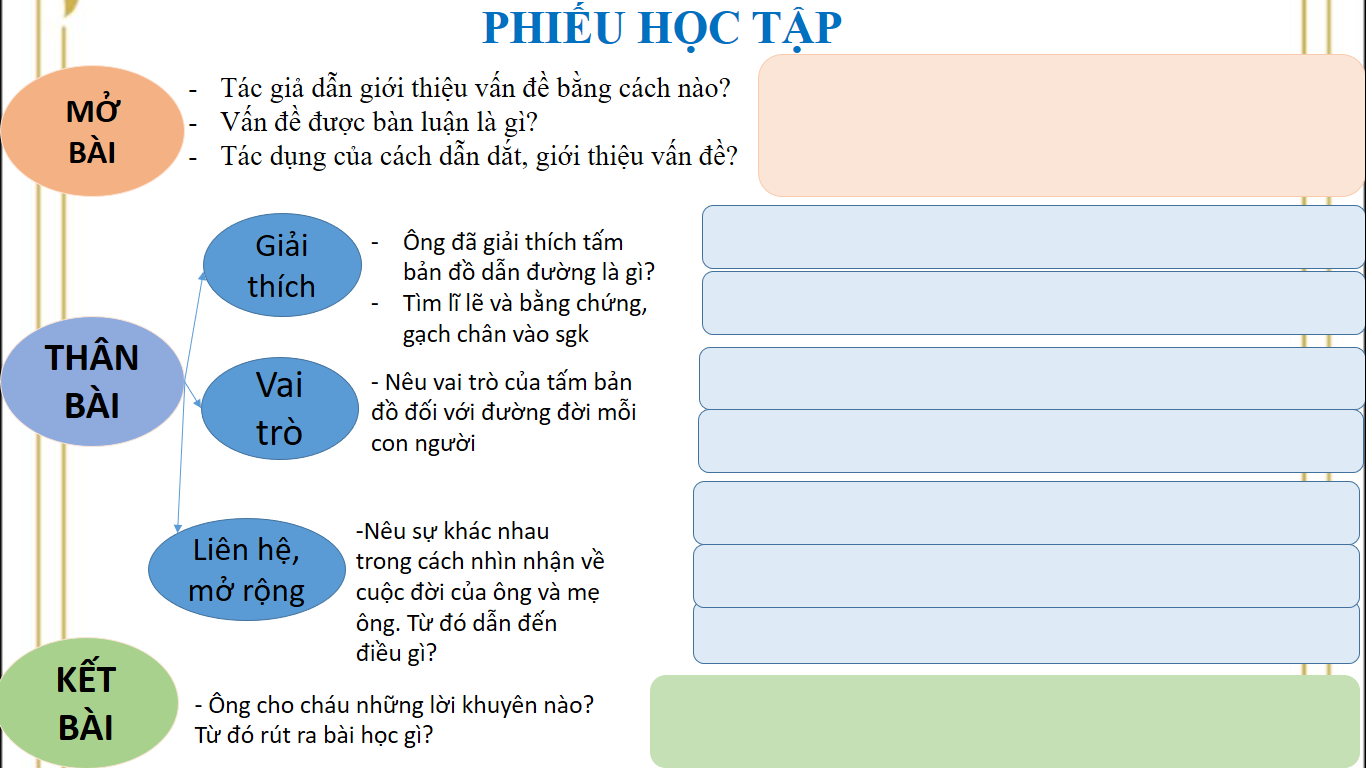 PHIẾU HỌC TẬP
MỞ
BÀI
- Tác giả dẫn giới thiệu vấn đề bằng cách nào?
- Vấn đề được bàn luận là gì?
- Tác dụng của cách dẫn dắt, giới thiệu vấn đề?
THÂN
BÀI
Giải
thích
- Ông đã giải thích tấm
bản đồ dẫn đường là gì?
- Tìm lĩ lẽ và bằng chứng,
gạch chân vào sgk
Vai
trò
- Nêu vai trò của tấm bản
đồ đối với đường đời mỗi
con người
Liên hệ,
mở rộng
-Nêu sự khác nhau
trong cách nhìn nhận về
cuộc đời của ông và mẹ
ông. Từ đó dẫn đến
điều gì?
KẾT
BÀI
- Ông cho cháu những lời khuyên nào?
Từ đó rút ra bài học gì?